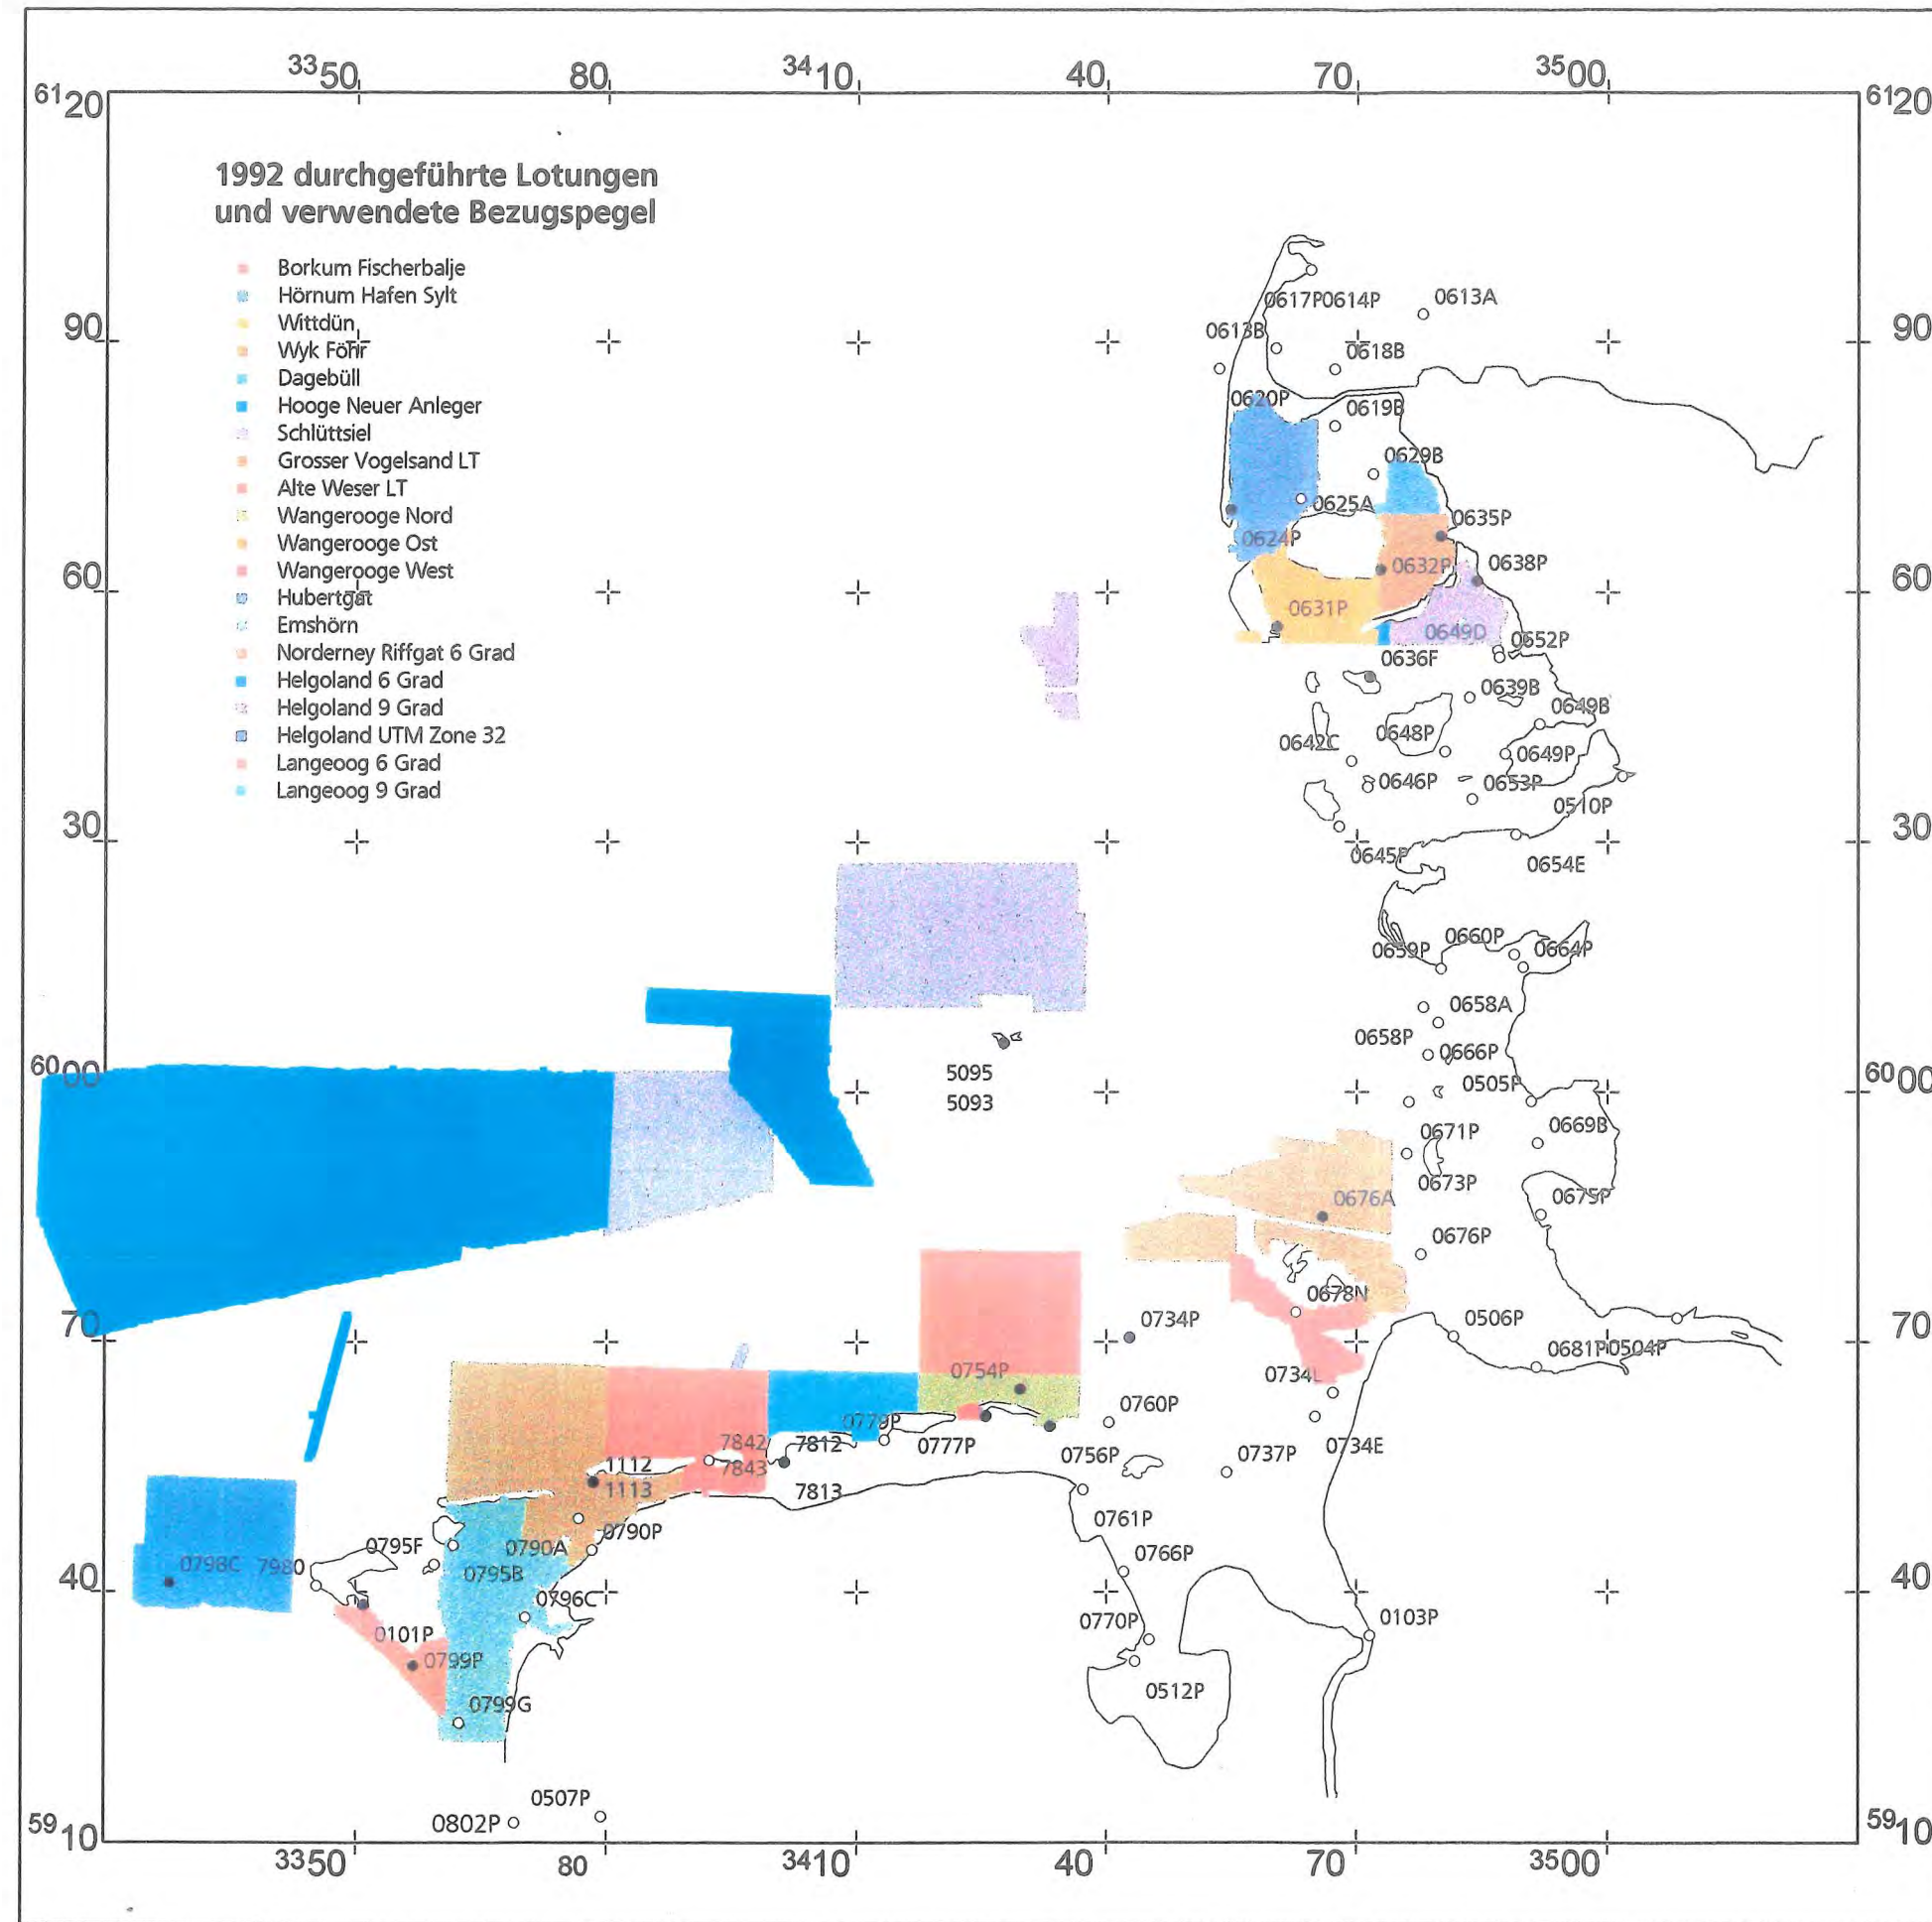 3350 80 3410 40 70 3500
6120 6120
1992 durchgeführte Lotungen
und verwendete Bezugspegel
Borkum Fischerbalje
Hörnum Hafen Sylt
Wittdün
Wyk Föhr
Dagebüll
Hooge Neuer Anleger
Schlüttsiel
Grosser Vogelsand LT
Alte Weser LT
Wangerooge Nord
Wangerooge Ost
Wangerooge West
Hubertgat
Emshörn
Norderney Riffgat 6 Grad
Helgoland 6 Grad
Helgoland 9 Grad
Helgoland UTM Zone 32
Langeoog 6 Grad
Langeoog 9 Grad
0617P 0614P 0613A
90 0613B 90
0618B
0620P 0619B
0629B
0625A 0635P
0624P
0632P 0638P
60 60
0631P
0649D 0652P
0636F
0639B
0649B
0642C 0648P
0649P
0646P 0653P
0510P
30 30
0645P
0654E
0660P
0659P 0664P
0658A
0658P
0666P
6000 5095 0505P 6000
5093
0669B
0671P
0673P
0676A 0675P
0676P
0678N
70 0734P 0506P 70
0681P 0504P
0754P 0734L
0760P
0779P
7842 7812 0777P 0756P 0734E
1112 7843 0737P
1113 7813
0761P
0790P
0795F 0790A
0798C 7980 0795B 0766P
40 40
0796C
0101P 0770P 0103P
0799P
0799G 0512P
0507P
0802P
5910 5910
3350 80 3410 40 70 3500